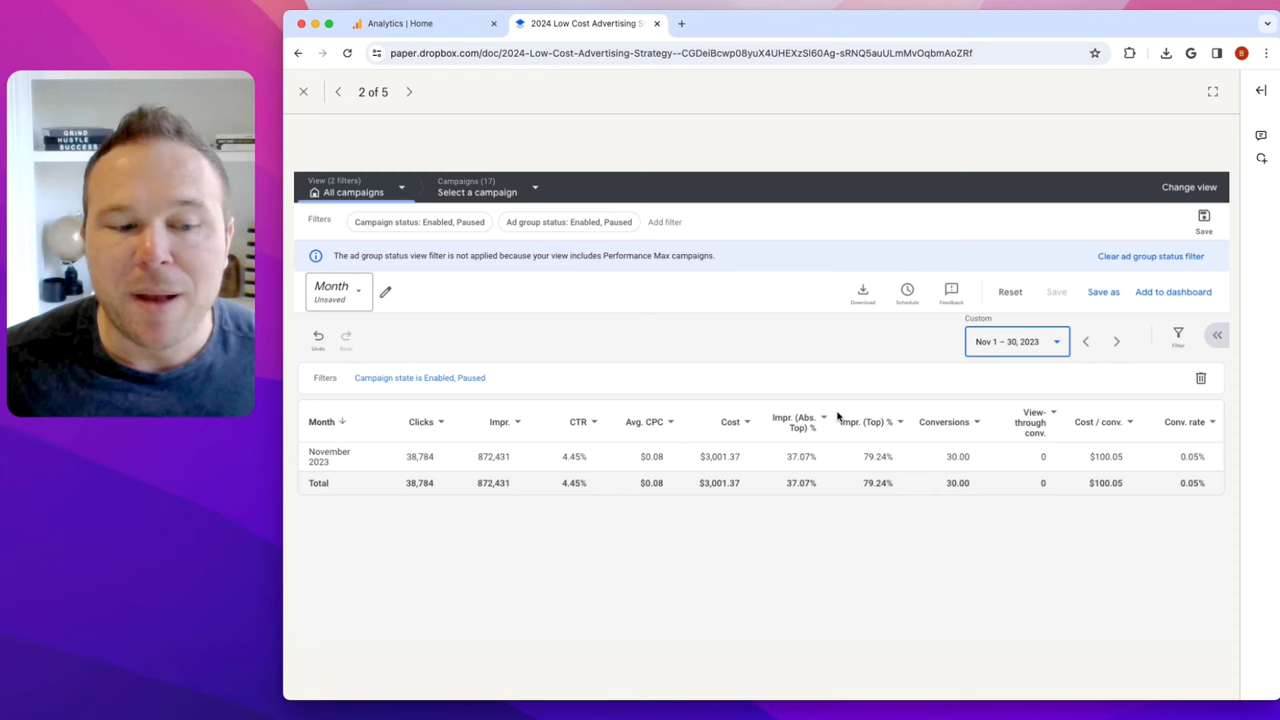 Analytics | Home
2024 Low Cost Advertising S
paper.dropbox.com/doc/2024-Low-Cost-Advertising-Strategy--CGDeiBcwp08yuX4UHEXzSl60Ag-sRNQ5auULmMvOqbmAoZRf
B
2 of 5
GRIND
HUSTLE
SUCCESS
View (2 filters)
All campaigns
Campaigns (17)
Select a campaign
Change view
Filters
Campaign status: Enabled, Paused
Ad group status: Enabled, Paused
Add filter
Save
The ad group status view filter is not applied because your view includes Performance Max campaigns.
Clear ad group status filter
Month
Unsaved
Download
Schedule
Feedback
Reset
Save
Save as
Add to dashboard
Custom
Undo
Redo
Nov 1 – 30, 2023
Filter
Filters
Campaign state is Enabled, Paused
Month Clicks Impr. CTR Avg. CPC Cost Impr. (Abs. Top) % Impr. (Top) % Conversions View-through conv. Cost / conv. Conv. rate
November 2023 38,784 872,431 4.45% $0.08 $3,001.37 37.07% 79.24% 30.00 0 $100.05 0.05%
Total 38,784 872,431 4.45% $0.08 $3,001.37 37.07% 79.24% 30.00 0 $100.05 0.05%